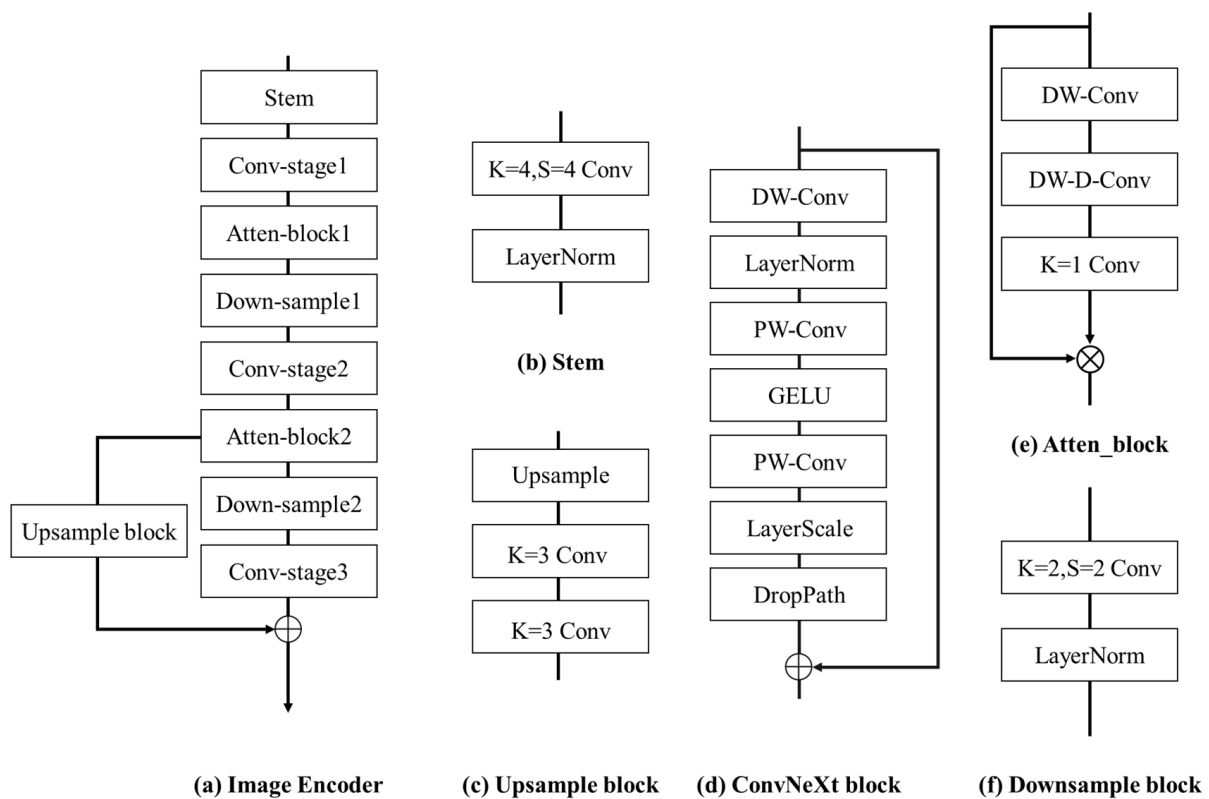 Stem
Conv-stage1
Atten-block1
Down-sample1
Conv-stage2
Atten-block2
Down-sample2
Upsample block
Conv-stage3
(a) Image Encoder
K=4,S=4 Conv
LayerNorm
(b) Stem
Upsample
K=3 Conv
K=3 Conv
(c) Upsample block
DW-Conv
LayerNorm
PW-Conv
GELU
PW-Conv
LayerScale
DropPath
(d) ConvNeXt block
DW-Conv
DW-D-Conv
K=1 Conv
(e) Atten_block
K=2,S=2 Conv
LayerNorm
(f) Downsample block